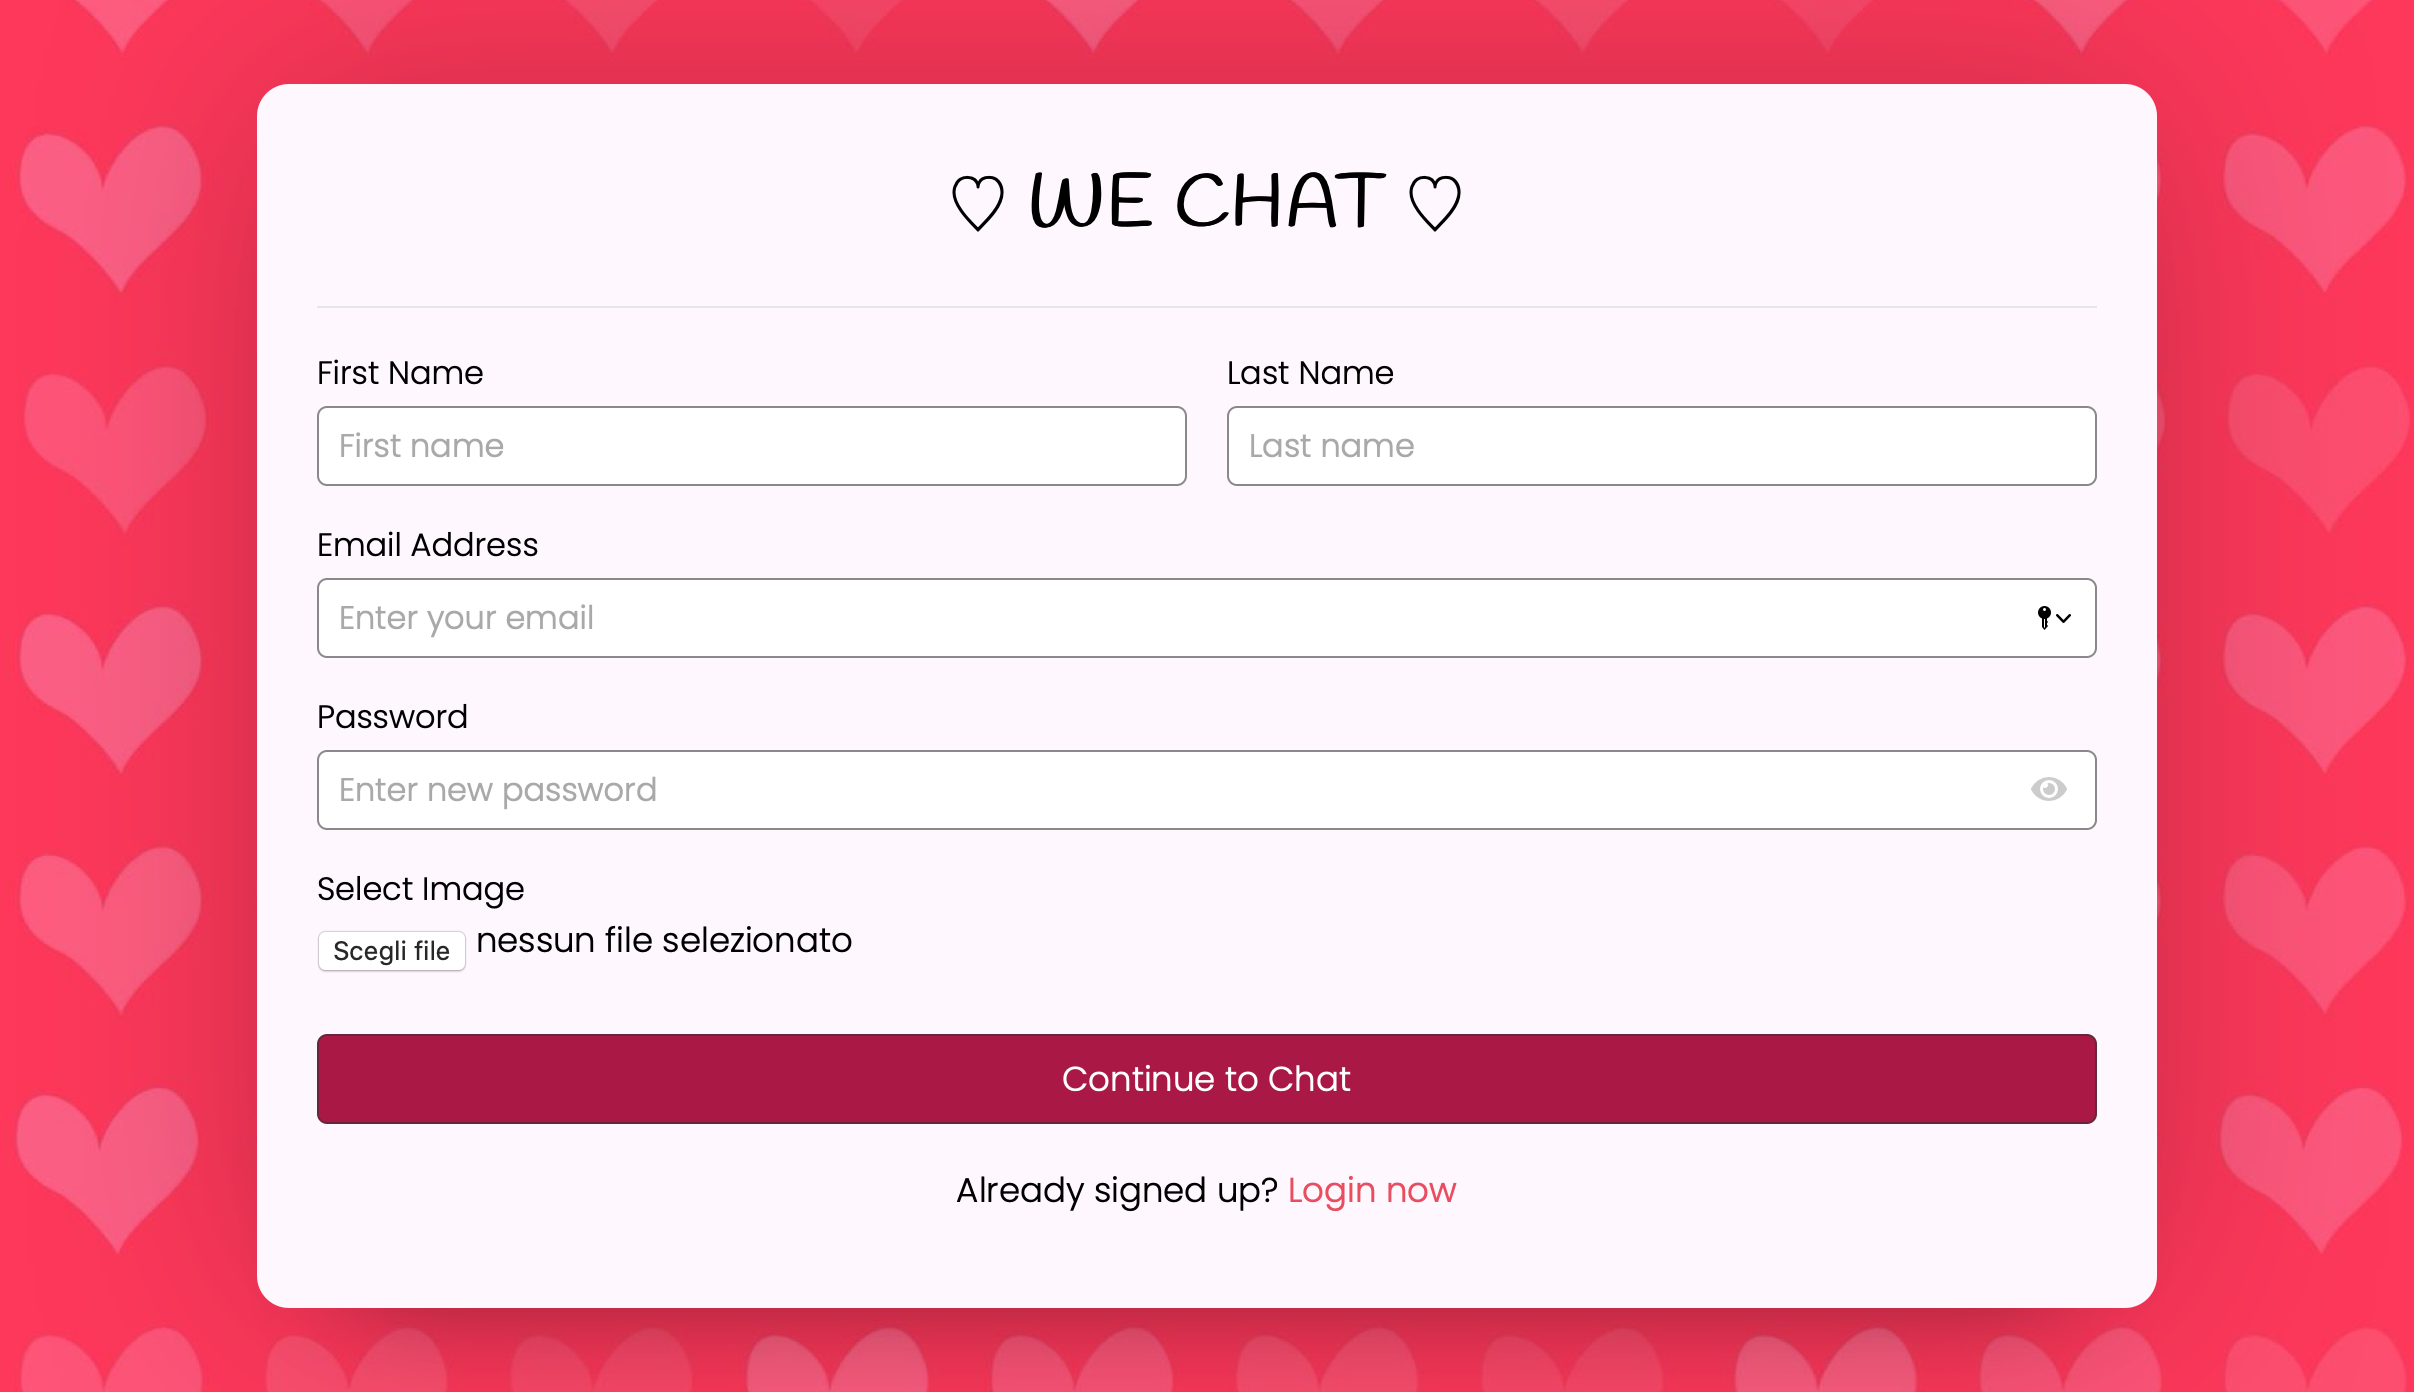 ♡ WE CHAT ♡
First Name
Last Name
First name
Last name
Email Address
Enter your email
Password
Enter new password
Select Image
Scegli file nessun file selezionato
Continue to Chat
Already signed up? Login now